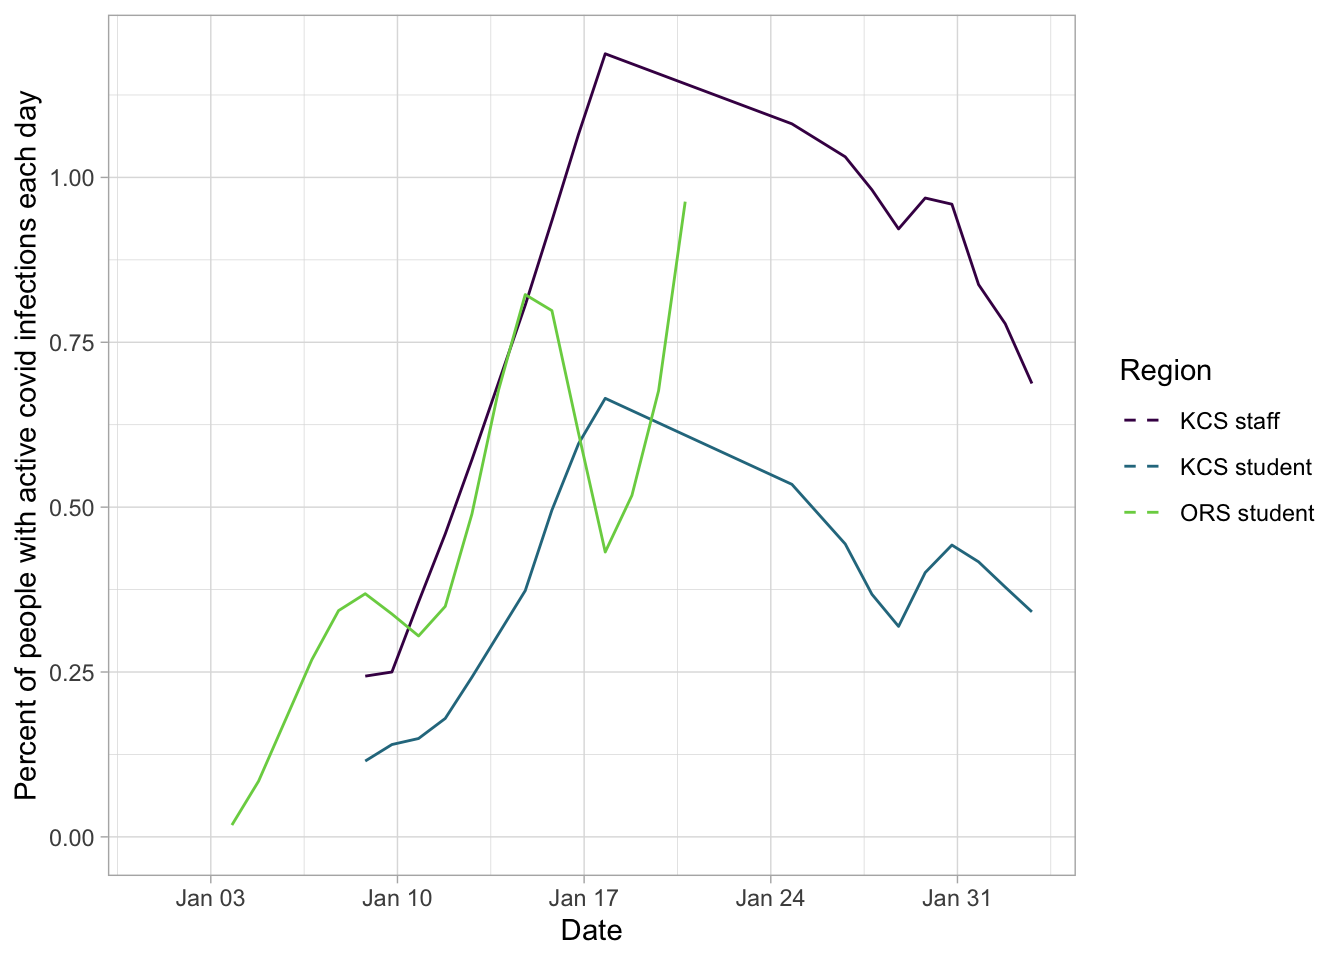 Percent of people with active covid infections each day
1.00
0.75
0.50
0.25
0.00
Jan 03
Jan 10
Jan 17
Jan 24
Jan 31
Date
Region
KCS staff
KCS student
ORS student